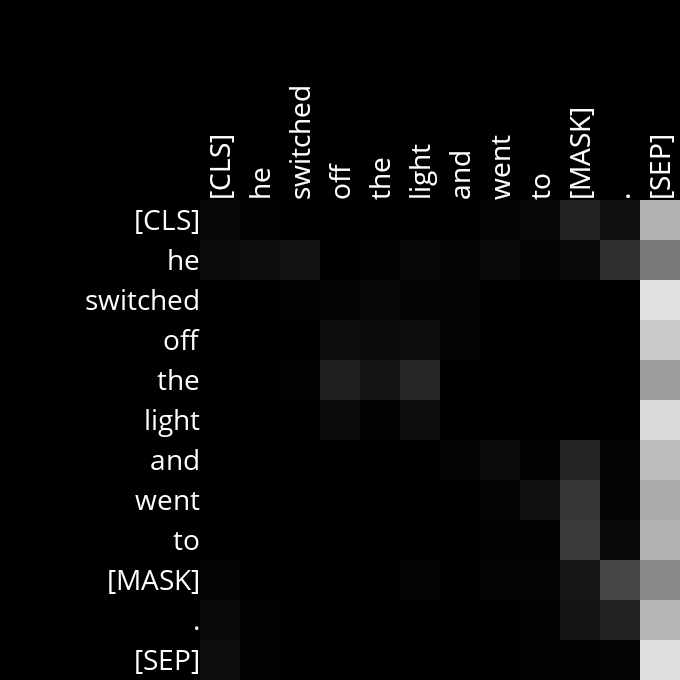 [CLS] he switched off the light and went to [MASK] . [SEP]
[CLS]
he
switched
off
the
light
and
went
to
[MASK]
.
[SEP]